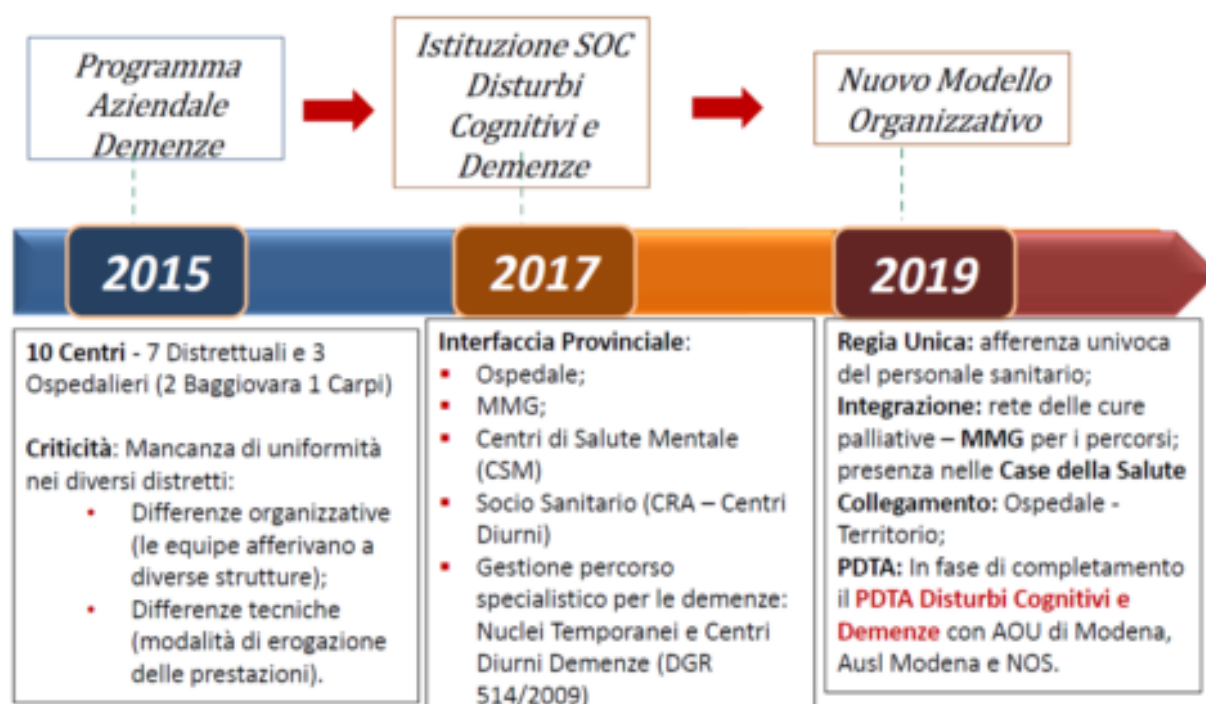 Programma
Aziendale
Demenze
Istituzione SOC
Disturbi
Cognitivi e
Demenze
Nuovo Modello
Organizzativo
2015
2017
2019
10 Centri - 7 Distrettuali e 3
Ospedalieri (2 Baggiovara 1 Carpi)
Criticità: Mancanza di uniformità
nei diversi distretti:
• Differenze organizzative
(le equipe afferivano a
diverse strutture);
• Differenze tecniche
(modalità di erogazione
delle prestazioni).
Interfaccia Provinciale:
▪ Ospedale;
▪ MMG;
▪ Centri di Salute Mentale
(CSM)
▪ Socio Sanitario (CRA – Centri
Diurni)
▪ Gestione percorso
specialistico per le demenze:
Nuclei Temporanei e Centri
Diurni Demenze (DGR
514/2009)
Regia Unica: afferenza univoca
del personale sanitario;
Integrazione: rete delle cure
palliative – MMG per i percorsi;
presenza nelle Case della Salute
Collegamento: Ospedale -
Territorio;
PDTA: In fase di completamento
il PDTA Disturbi Cognitivi e
Demenze con AOU di Modena,
Ausl Modena e NOS.